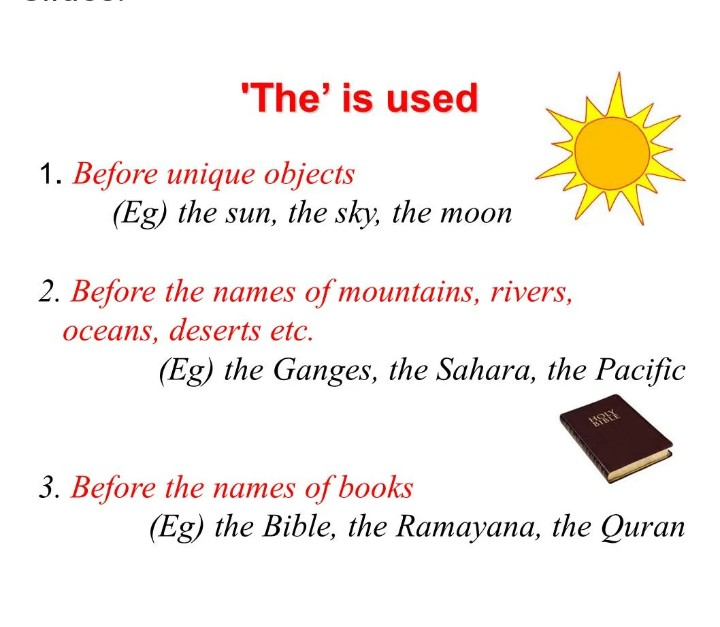 'The’ is used
1. Before unique objects
(Eg) the sun, the sky, the moon
2. Before the names of mountains, rivers,
oceans, deserts etc.
(Eg) the Ganges, the Sahara, the Pacific
HOLY
BIBLE
3. Before the names of books
(Eg) the Bible, the Ramayana, the Quran